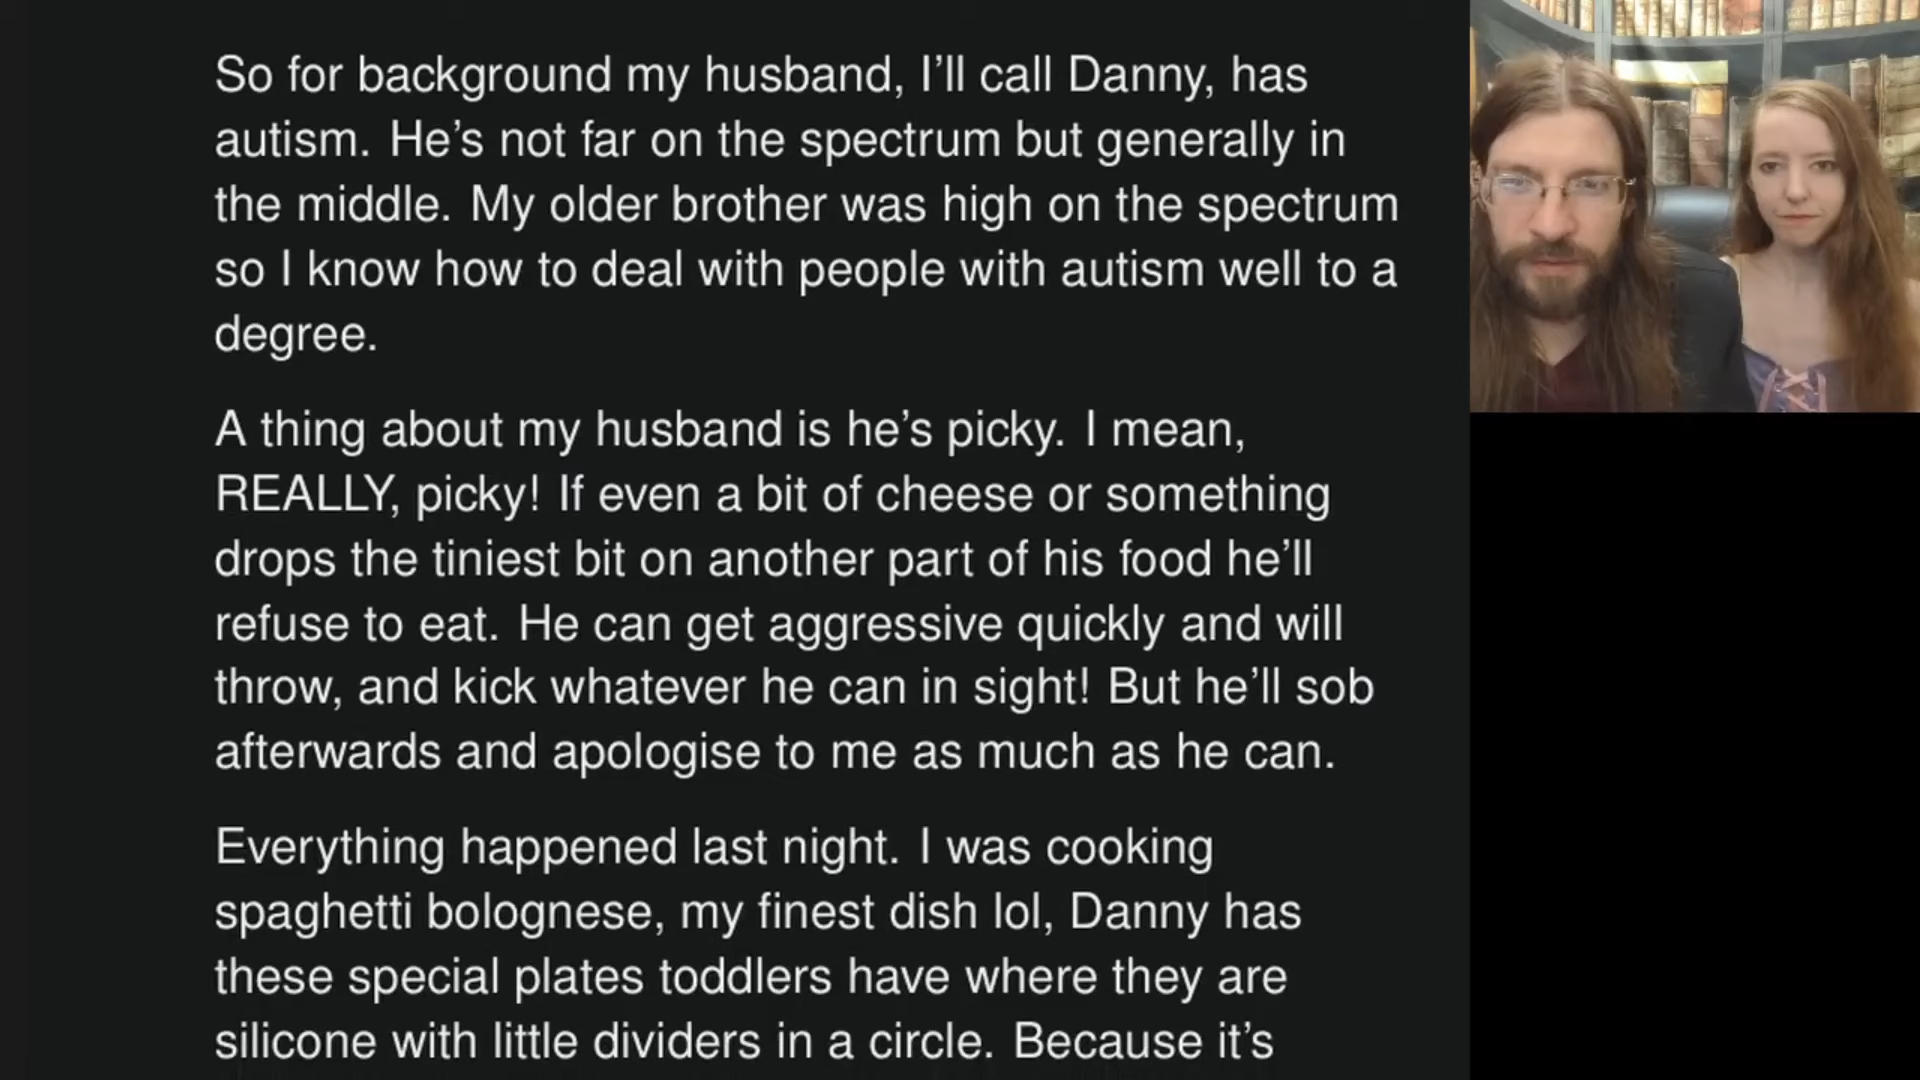 So for background my husband, I’ll call Danny, has
autism. He’s not far on the spectrum but generally in
the middle. My older brother was high on the spectrum
so I know how to deal with people with autism well to a
degree.
A thing about my husband is he’s picky. I mean,
REALLY, picky! If even a bit of cheese or something
drops the tiniest bit on another part of his food he’ll
refuse to eat. He can get aggressive quickly and will
throw, and kick whatever he can in sight! But he’ll sob
afterwards and apologise to me as much as he can.
Everything happened last night. I was cooking
spaghetti bolognese, my finest dish lol, Danny has
these special plates toddlers have where they are
silicone with little dividers in a circle. Because it’s